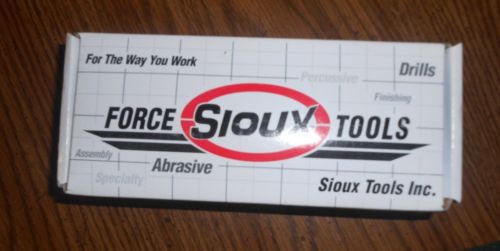 For The Way You Work
Percussive
Drills
Finishing
FORCE SIOUX TOOLS
Assembly
Abrasive
Specialty
Sioux Tools Inc.